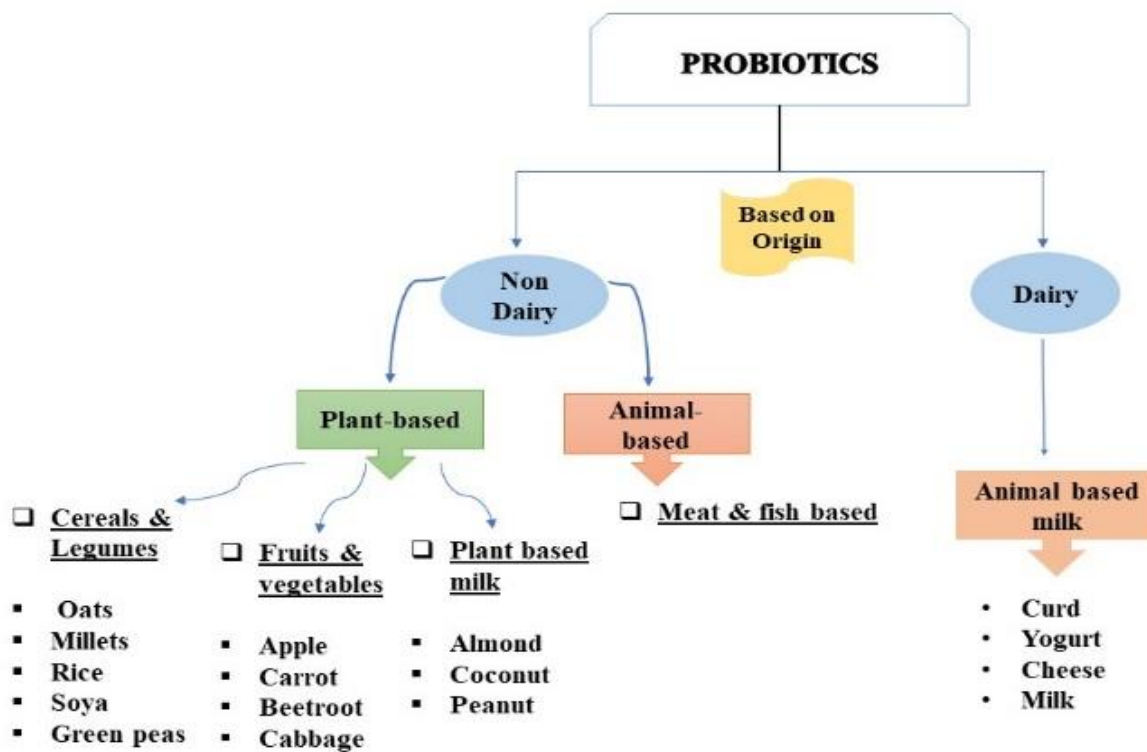 PROBIOTICS
Based on
Origin
Non
Dairy
Dairy
Plant-based
Animal-
based
Animal based
milk
❑ Cereals &
Legumes
▪ Oats
▪ Millets
▪ Rice
▪ Soya
▪ Green peas
❑ Fruits &
vegetables
▪ Apple
▪ Carrot
▪ Beetroot
▪ Cabbage
❑ Plant based
milk
▪ Almond
▪ Coconut
▪ Peanut
❑ Meat & fish based
• Curd
• Yogurt
• Cheese
• Milk